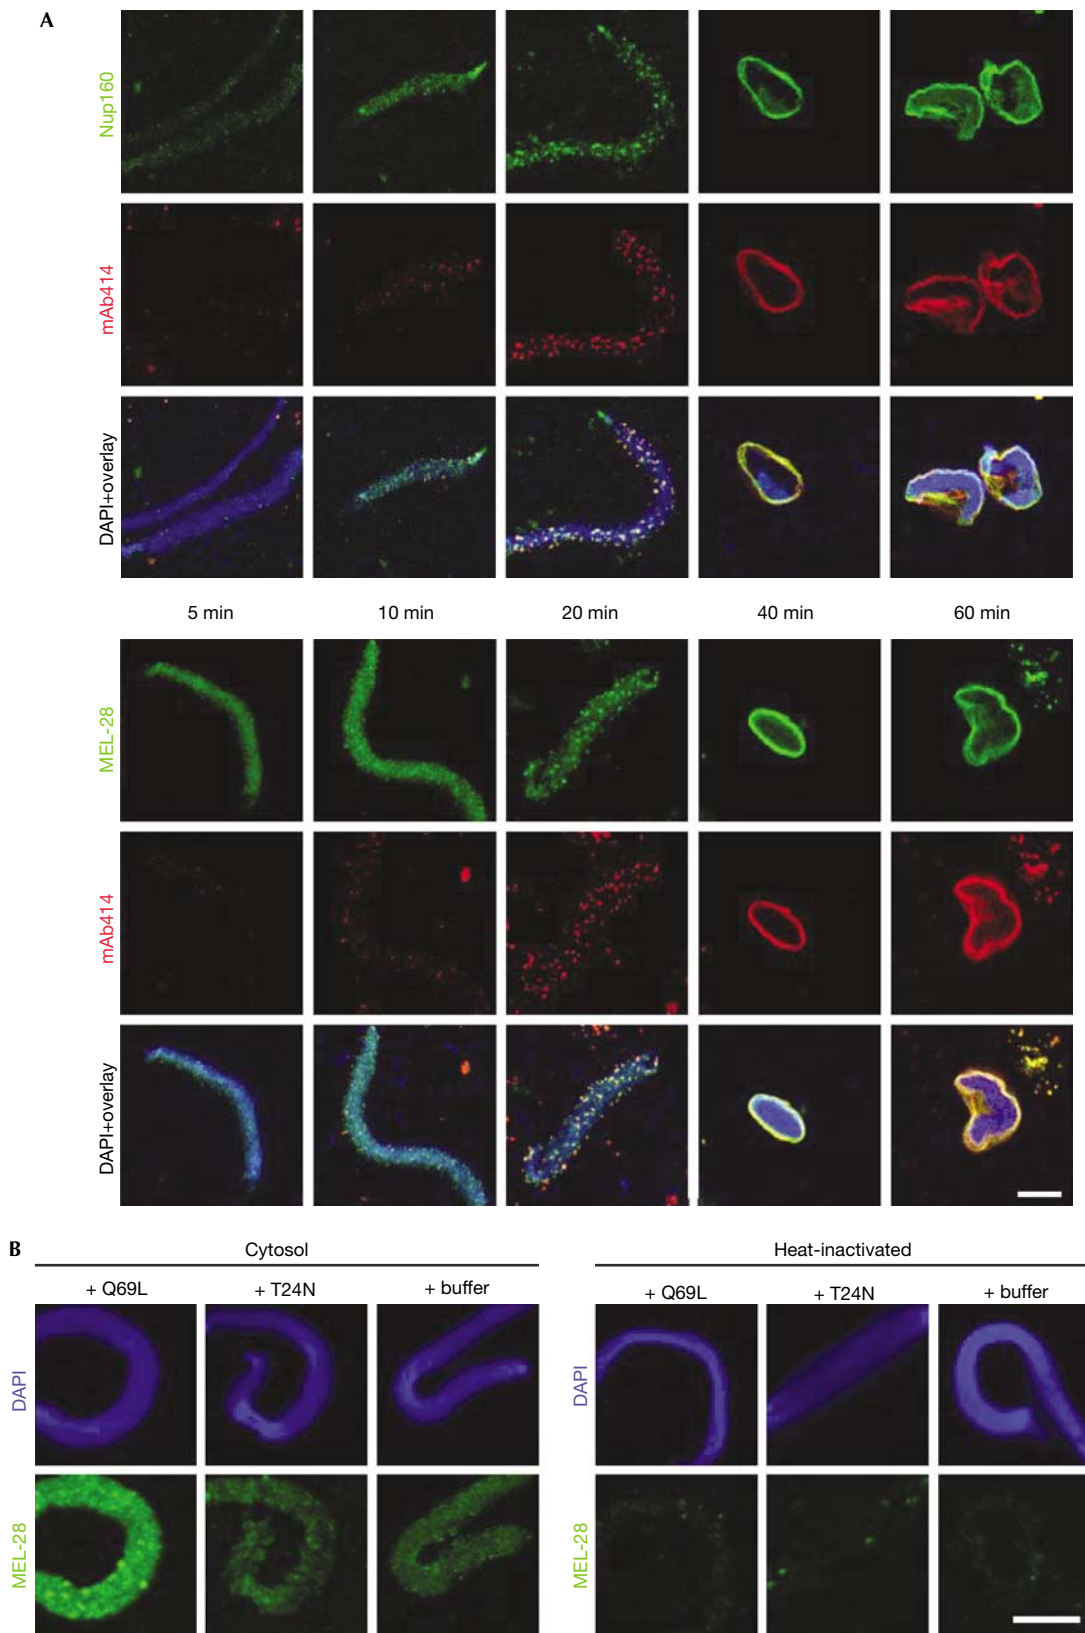 A
Nup160
mAb414
DAPI+overlay
5 min 10 min 20 min 40 min 60 min
MEL-28
mAb414
DAPI+overlay
B
Cytosol Heat-inactivated
+ Q69L + T24N + buffer + Q69L + T24N + buffer
DAPI DAPI
MEL-28 MEL-28